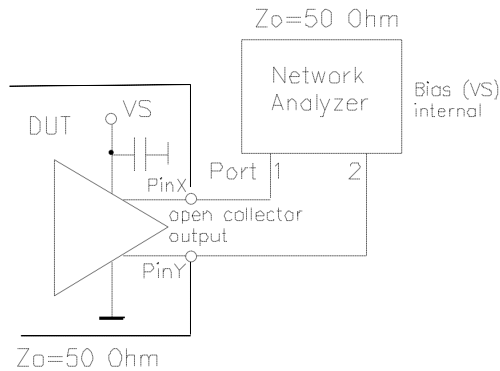 Zo=50 Ohm
Network
Analyzer
Bias (VS)
internal
VS
DUT
Port 1 2
PinX
open collector
output
PinY
Zo=50 Ohm